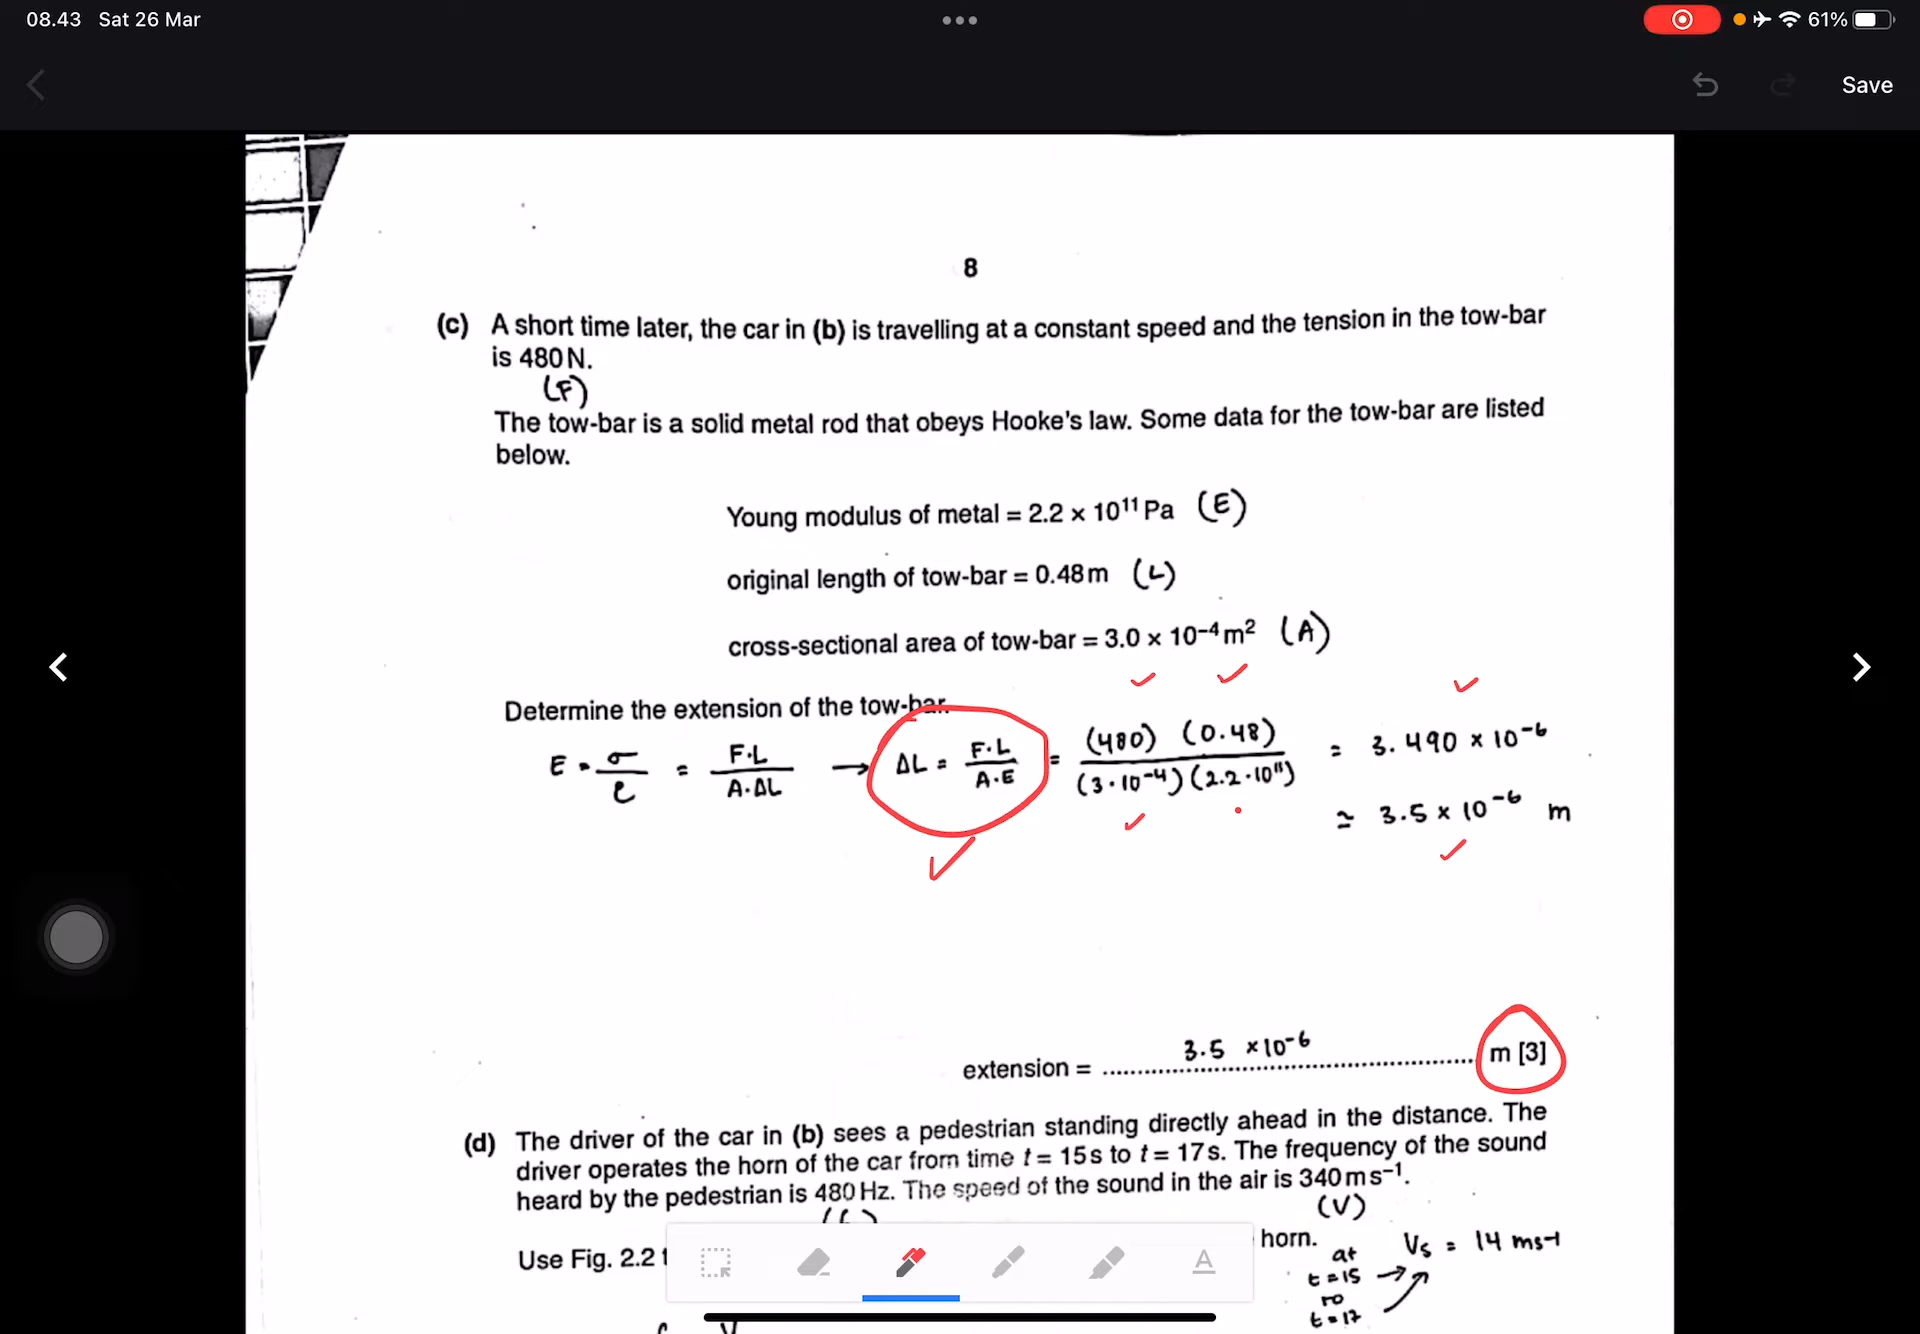 08.43 Sat 26 Mar
61%
Save
8
(c) A short time later, the car in (b) is travelling at a constant speed and the tension in the tow-bar
is 480 N.
(F)
The tow-bar is a solid metal rod that obeys Hooke's law. Some data for the tow-bar are listed
below.
Young modulus of metal = 2.2 × 10¹¹ Pa (E)
original length of tow-bar = 0.48 m (L)
cross-sectional area of tow-bar = 3.0 × 10⁻⁴ m² (A)
Determine the extension of the tow-bar.
E = σ/ε = F·L/A·ΔL → ΔL = F·L/A·E = (480) (0.48)/(3·10⁻⁴)(2.2·10¹¹) = 3.490 × 10⁻⁶
≃ 3.5 × 10⁻⁶ m
extension = 3.5 × 10⁻⁶ m [3]
(d) The driver of the car in (b) sees a pedestrian standing directly ahead in the distance. The
driver operates the horn of the car from time t = 15 s to t = 17 s. The frequency of the sound
heard by the pedestrian is 480 Hz. The speed of the sound in the air is 340 m s⁻¹.
(V)
Use Fig. 2.2 horn.
at Vs = 14 ms⁻¹
t = 15 →
to
t = 17
A